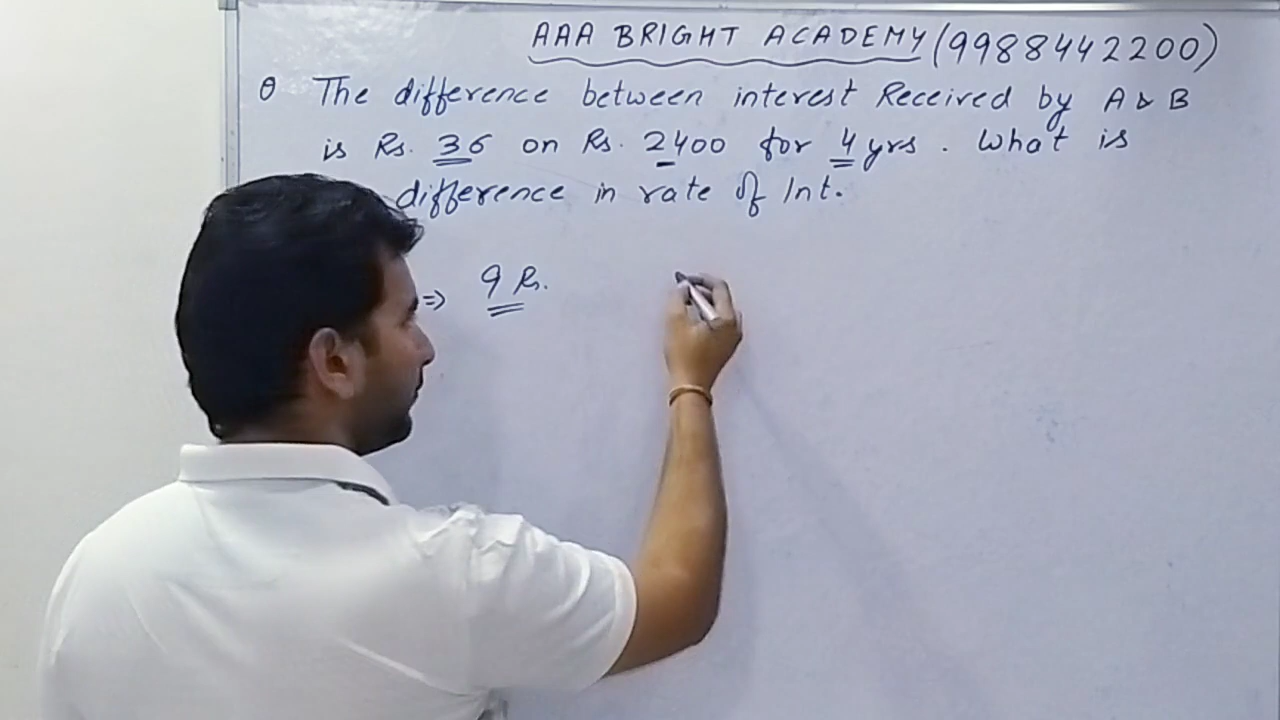 AAA BRIGHT ACADEMY (9988442200)
Q The difference between interest Received by A & B
is Rs. 36 on Rs. 2400 for 4 yrs. What is
difference in rate of Int.
⇒ 9 Rs.